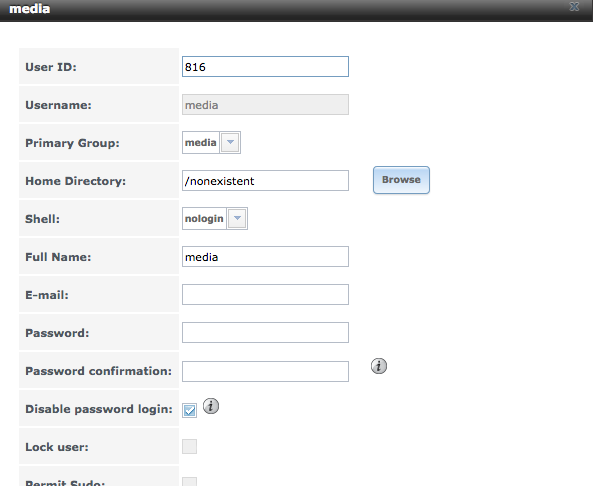 media
User ID: 816
Username: media
Primary Group: media
Home Directory: /nonexistent Browse
Shell: nologin
Full Name: media
E-mail:
Password:
Password confirmation:
Disable password login:
Lock user:
Permit Sudo: